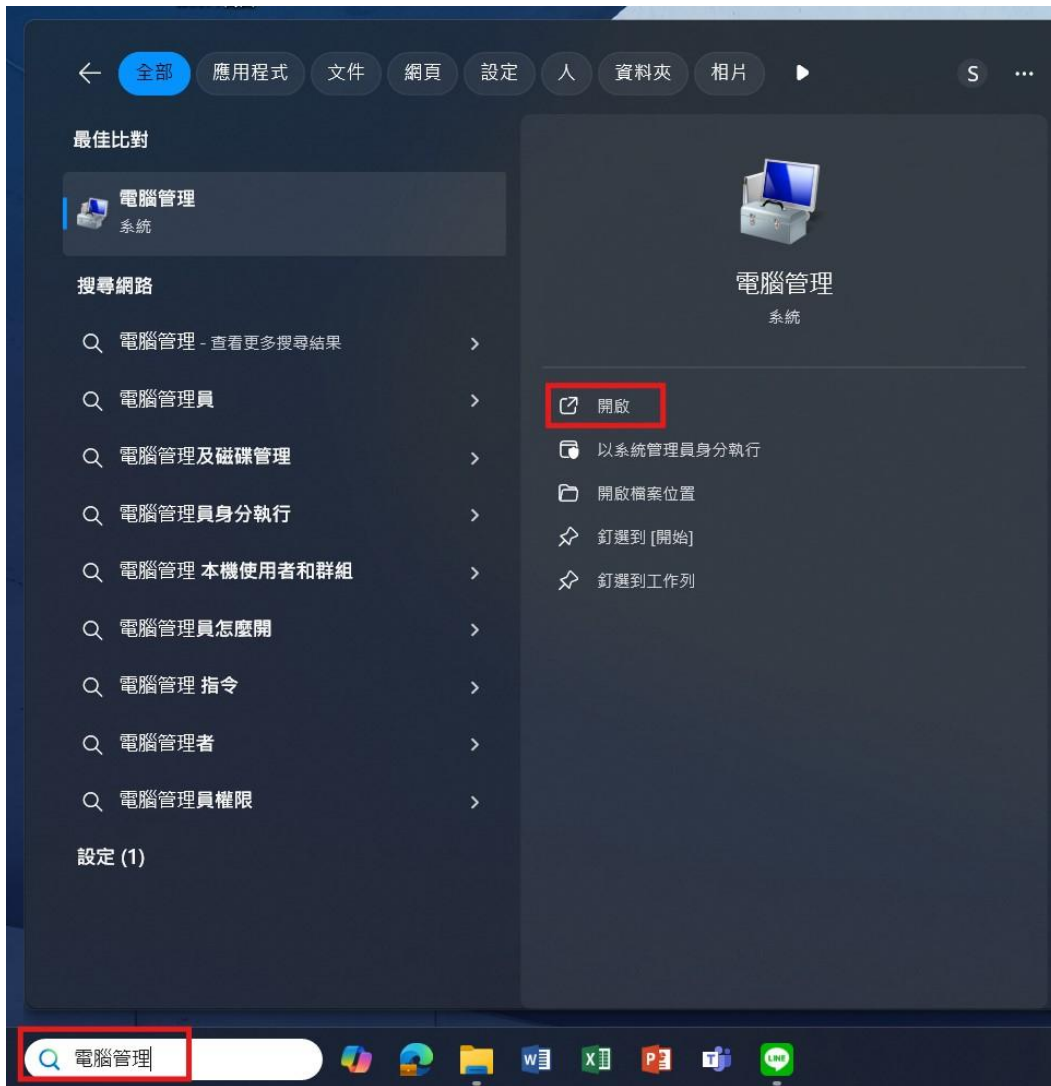 全部 應用程式 文件 網頁 設定 人 資料夾 相片 S
最佳比對
電腦管理
系統
搜尋網路
電腦管理 - 查看更多搜尋結果
電腦管理員
電腦管理及磁碟管理
電腦管理員身分執行
電腦管理 本機使用者和群組
電腦管理員怎麼開
電腦管理 指令
電腦管理者
電腦管理員權限
設定 (1)
電腦管理
系統
開啟
以系統管理員身分執行
開啟檔案位置
釘選到 [開始]
釘選到工作列
電腦管理